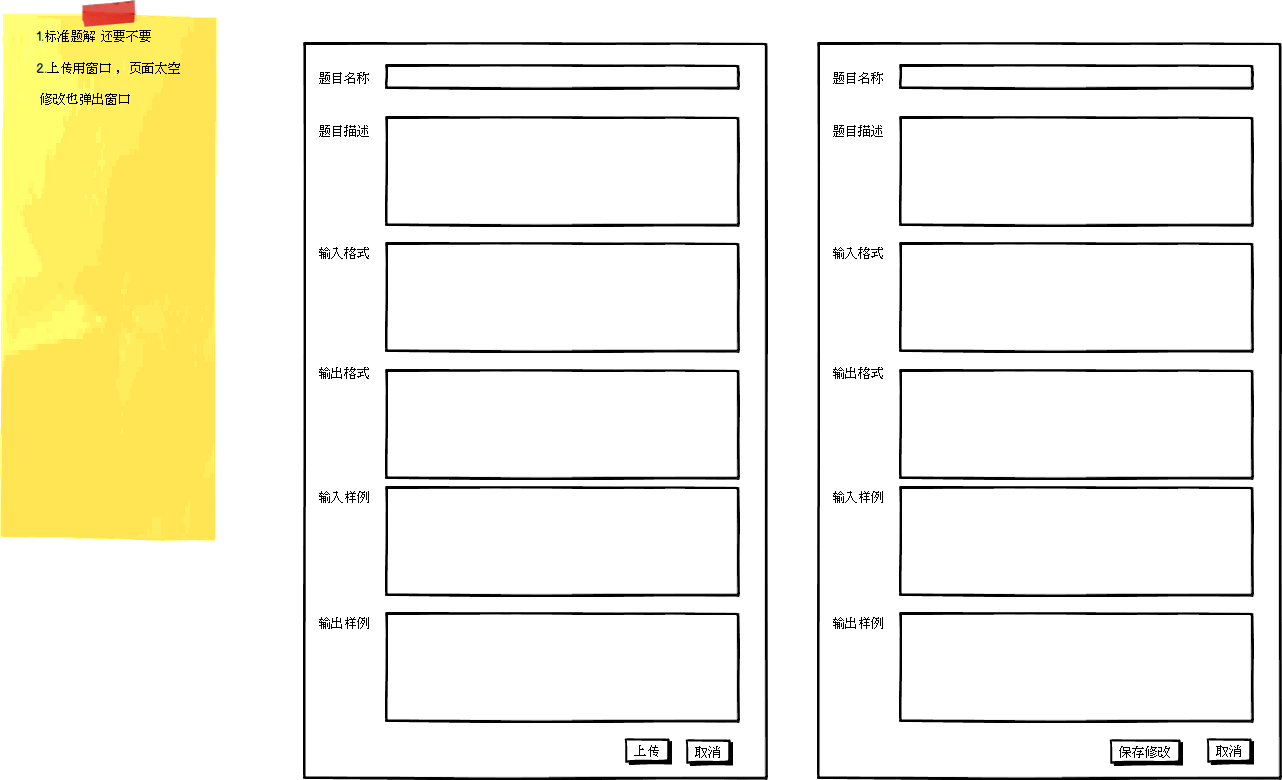 1.标准题解 还要不要
2.上传用窗口，页面太空
修改也弹出窗口
题目名称
题目描述
输入格式
输出格式
输入样例
输出样例
上传
取消
题目名称
题目描述
输入格式
输出格式
输入样例
输出样例
保存修改
取消